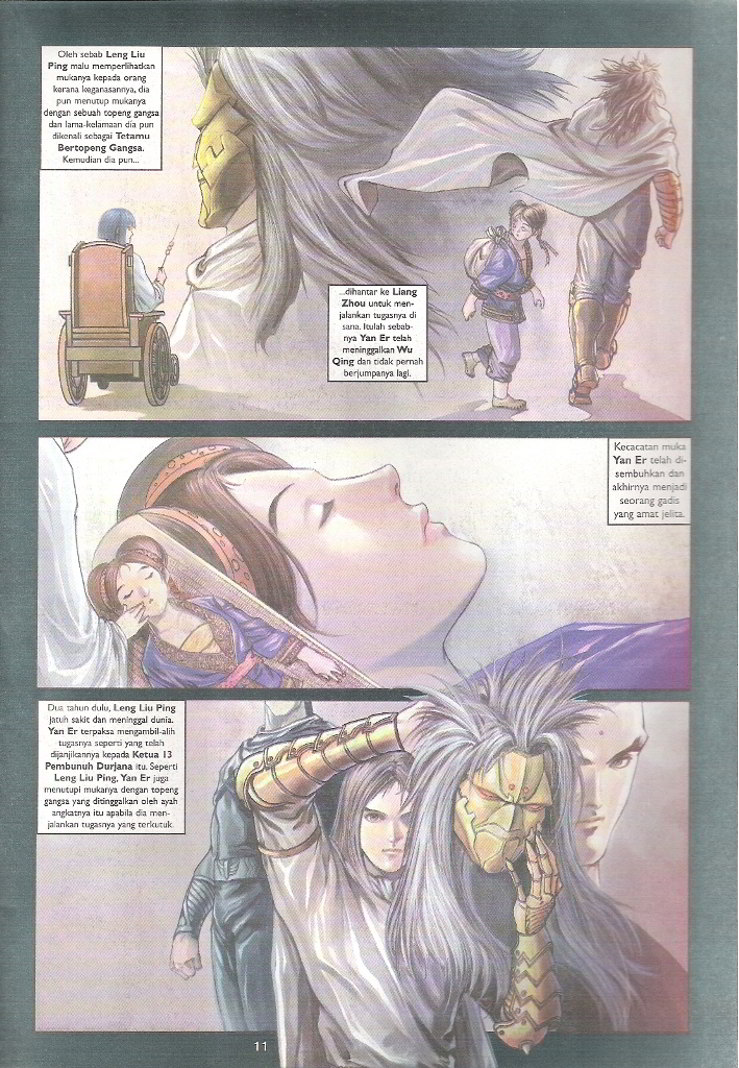 Oleh sebab Leng Liu
Ping malu memperlihatkan
mukanya kepada orang
kerana keganasannya, dia
pun menutup mukanya
dengan sebuah topeng gangsa
dan lama-kelamaan dia pun
dikenali sebagai Tetamu
Bertopeng Gangsa.
Kemudian dia pun...
...dihantar ke Liang
Zhou untuk men-
jalankan tugasnya di
sana. Itulah sebab-
nya Yan Er telah
meninggalkan Wu
Qing dan tidak pernah
berjumpanya lagi.
Kecacatan muka
Yan Er telah di-
sembuhkan dan
akhirnya menjadi
seorang gadis
yang amat jelita.
Dua tahun dulu, Leng Liu Ping
jatuh sakit dan meninggal dunia.
Yan Er terpaksa mengambil-alih
tugasnya seperti yang telah
dijanjikannya kepada Ketua 13
Pembunuh Durjana itu. Seperti
Leng Liu Ping, Yan Er juga
menutupi mukanya dengan topeng
gangsa yang ditinggalkan oleh ayah
angkatnya itu apabila dia men-
jalankan tugasnya yang terkutuk.
11